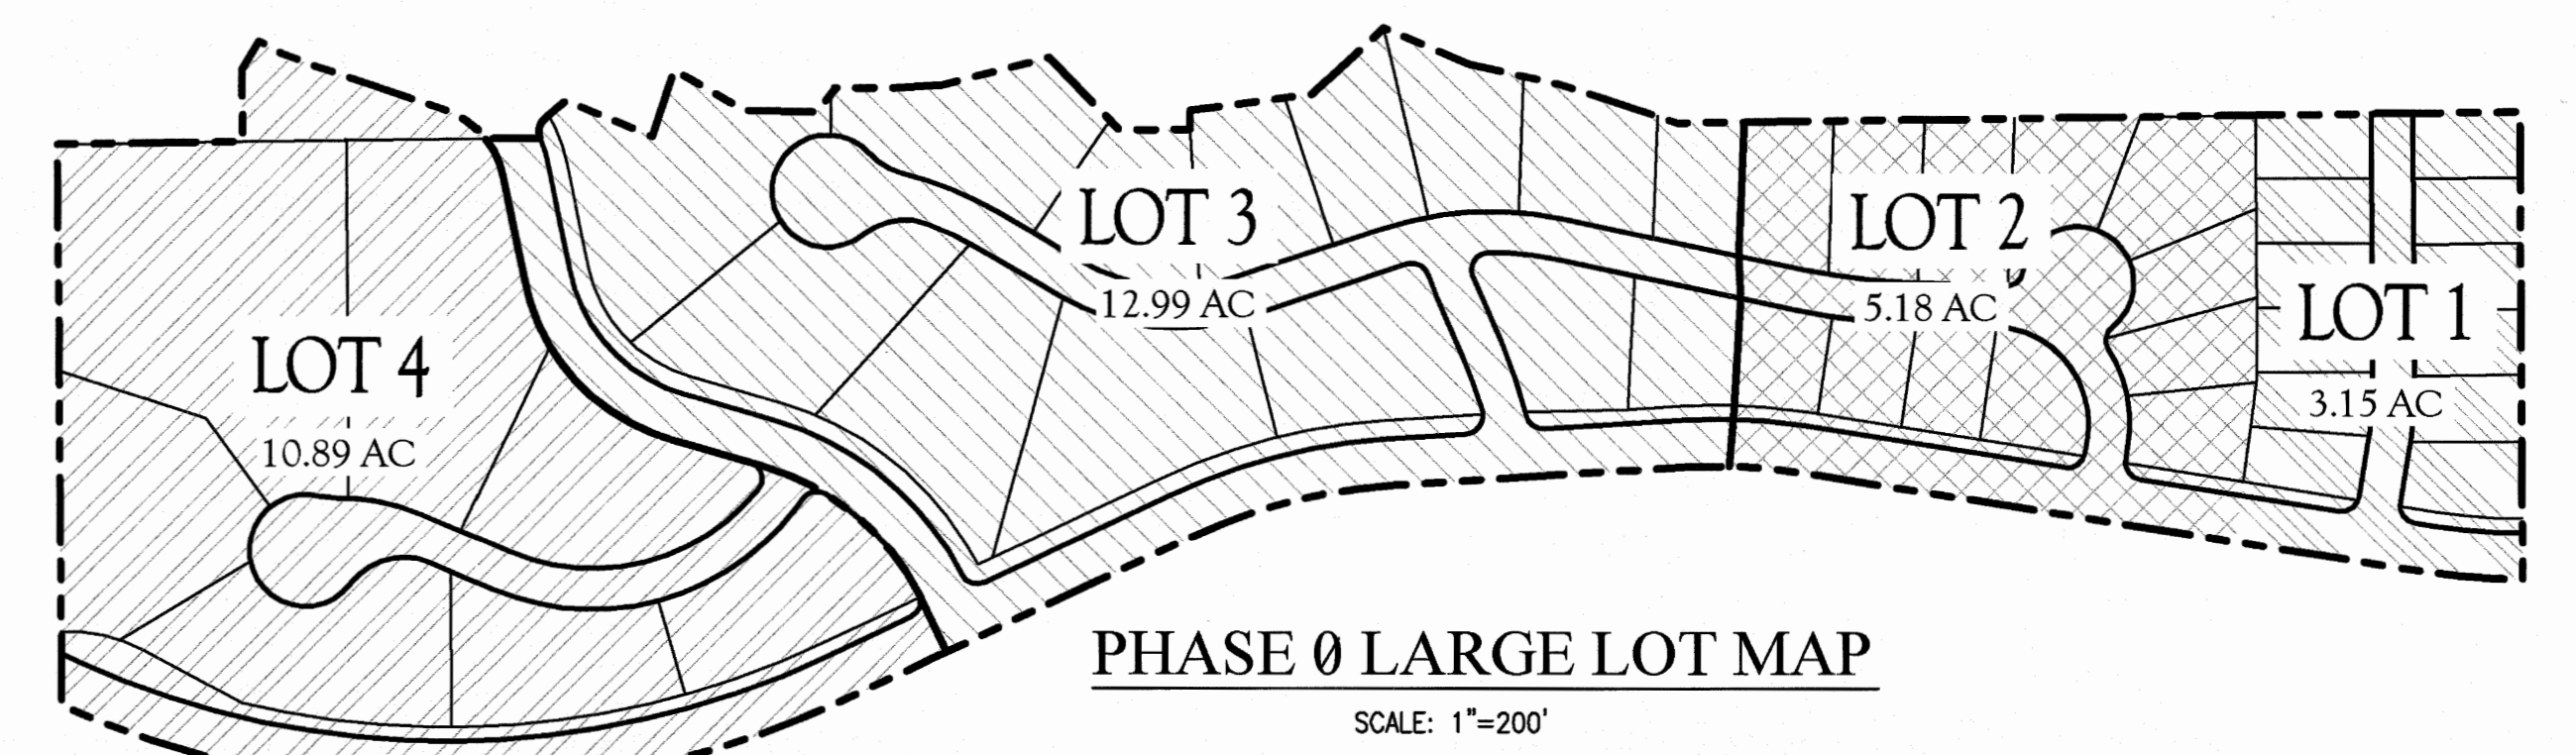 LOT 4
10.89 AC
LOT 3
12.99 AC
LOT 2
5.18 AC
LOT 1
3.15 AC
PHASE 0 LARGE LOT MAP
SCALE: 1"=200'